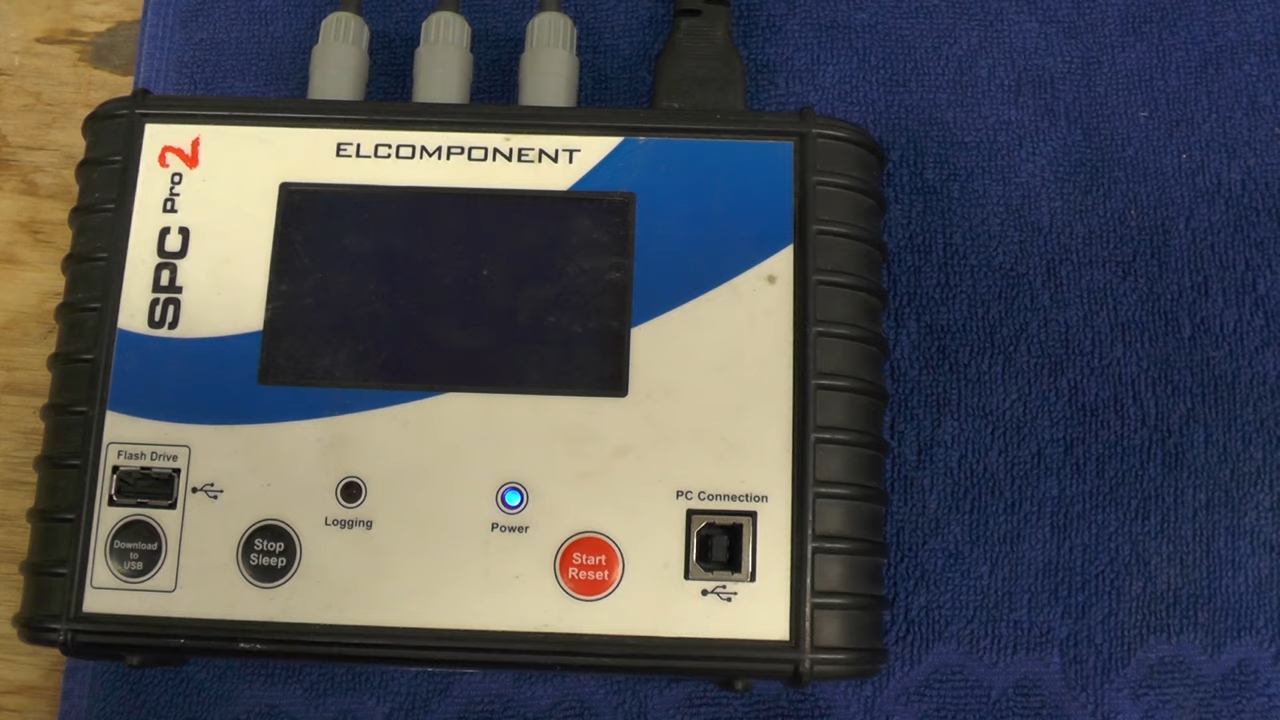 ELCOMPONENT
SPC Pro 2
Flash Drive
Download
to
USB
Stop
Sleep
Logging
Power
Start
Reset
PC Connection